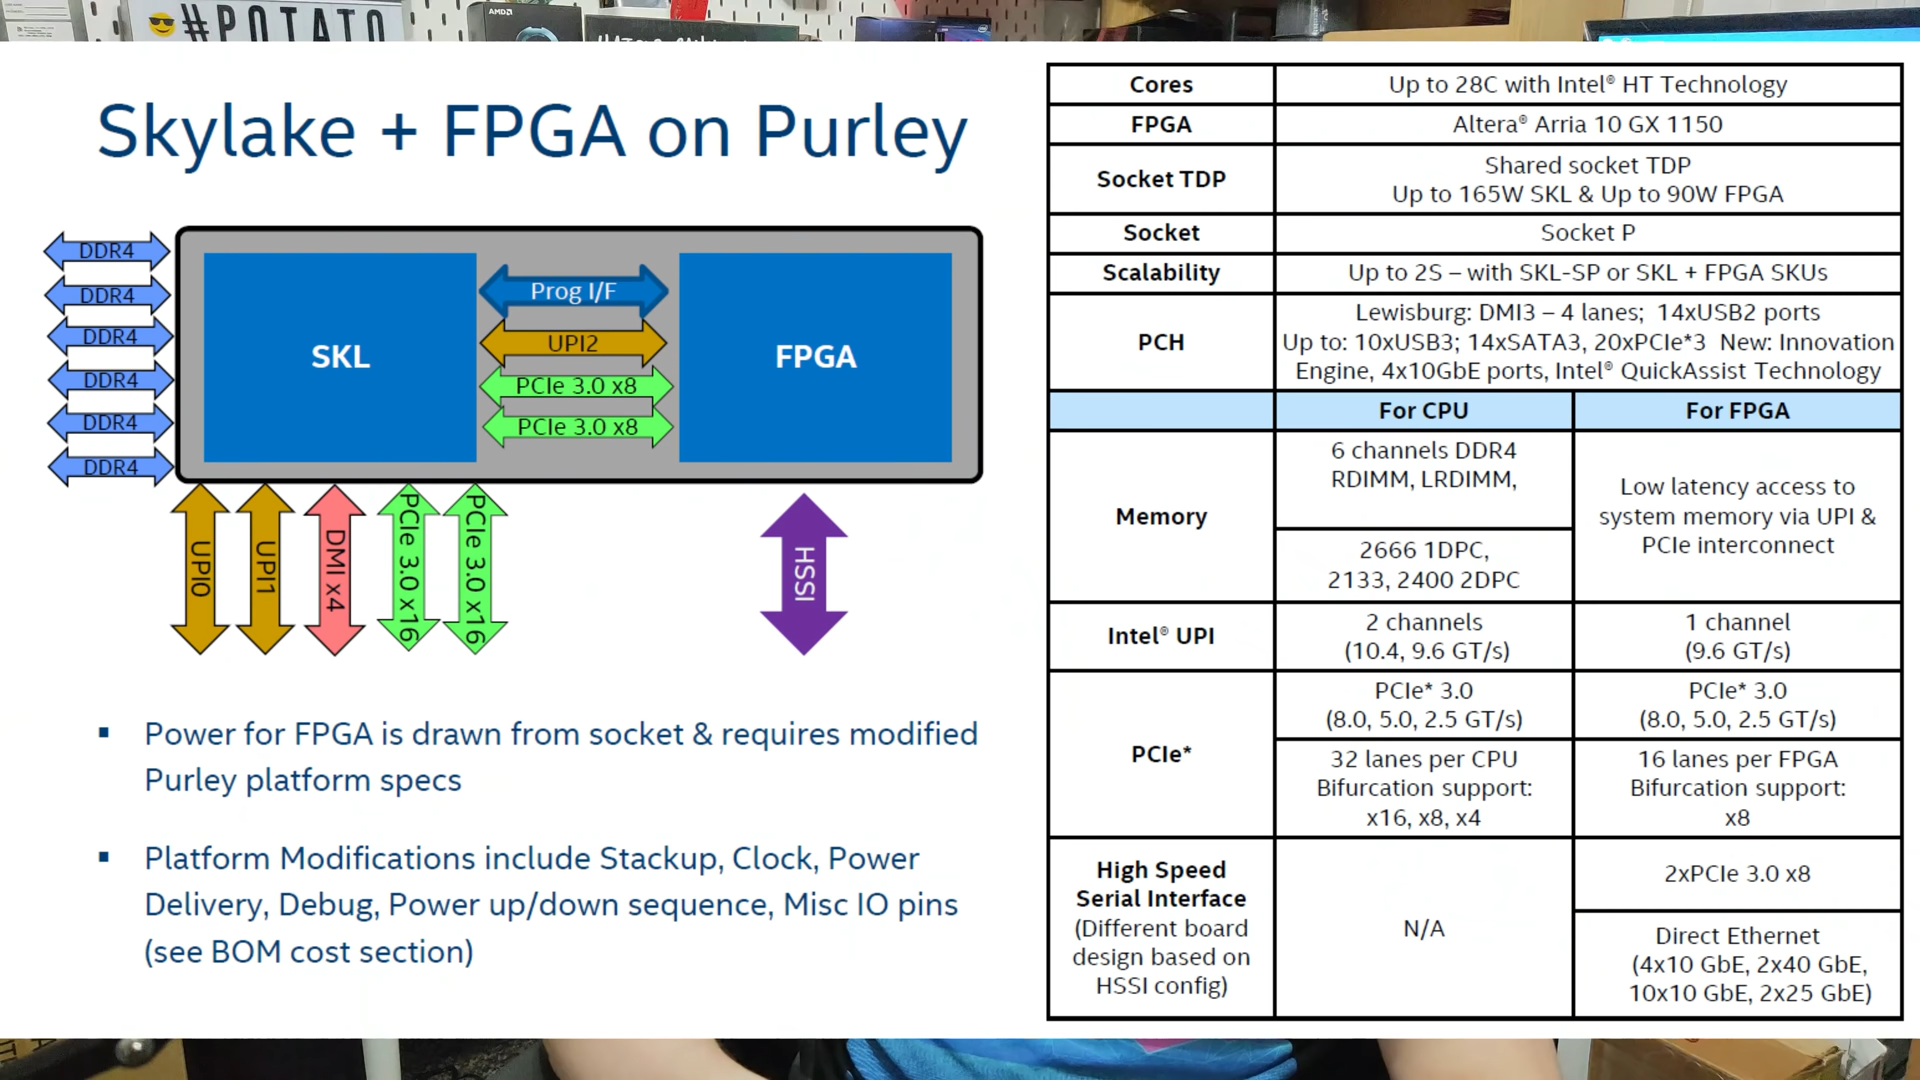 #POTATO
AMD
Skylake + FPGA on Purley
DDR4
DDR4
DDR4
DDR4
DDR4
DDR4
SKL
Prog I/F
UPI2
PCIe 3.0 x8
PCIe 3.0 x8
FPGA
UPI0
UPI1
DMI x4
PCIe 3.0 x16
PCIe 3.0 x16
HSSI
▪ Power for FPGA is drawn from socket & requires modified
Purley platform specs
▪ Platform Modifications include Stackup, Clock, Power
Delivery, Debug, Power up/down sequence, Misc IO pins
(see BOM cost section)
Cores
Up to 28C with Intel® HT Technology
FPGA
Altera® Arria 10 GX 1150
Socket TDP
Shared socket TDP
Up to 165W SKL & Up to 90W FPGA
Socket
Socket P
Scalability
Up to 2S – with SKL-SP or SKL + FPGA SKUs
PCH
Lewisburg: DMI3 – 4 lanes; 14xUSB2 ports
Up to: 10xUSB3; 14xSATA3, 20xPCIe*3 New: Innovation
Engine, 4x10GbE ports, Intel® QuickAssist Technology
For CPU
For FPGA
Memory
6 channels DDR4
RDIMM, LRDIMM,
2666 1DPC,
2133, 2400 2DPC
Low latency access to
system memory via UPI &
PCIe interconnect
Intel® UPI
2 channels
(10.4, 9.6 GT/s)
1 channel
(9.6 GT/s)
PCIe*
PCIe* 3.0
(8.0, 5.0, 2.5 GT/s)
PCIe* 3.0
(8.0, 5.0, 2.5 GT/s)
32 lanes per CPU
Bifurcation support:
x16, x8, x4
16 lanes per FPGA
Bifurcation support:
x8
High Speed
Serial Interface
(Different board
design based on
HSSI config)
N/A
2xPCIe 3.0 x8
Direct Ethernet
(4x10 GbE, 2x40 GbE,
10x10 GbE, 2x25 GbE)